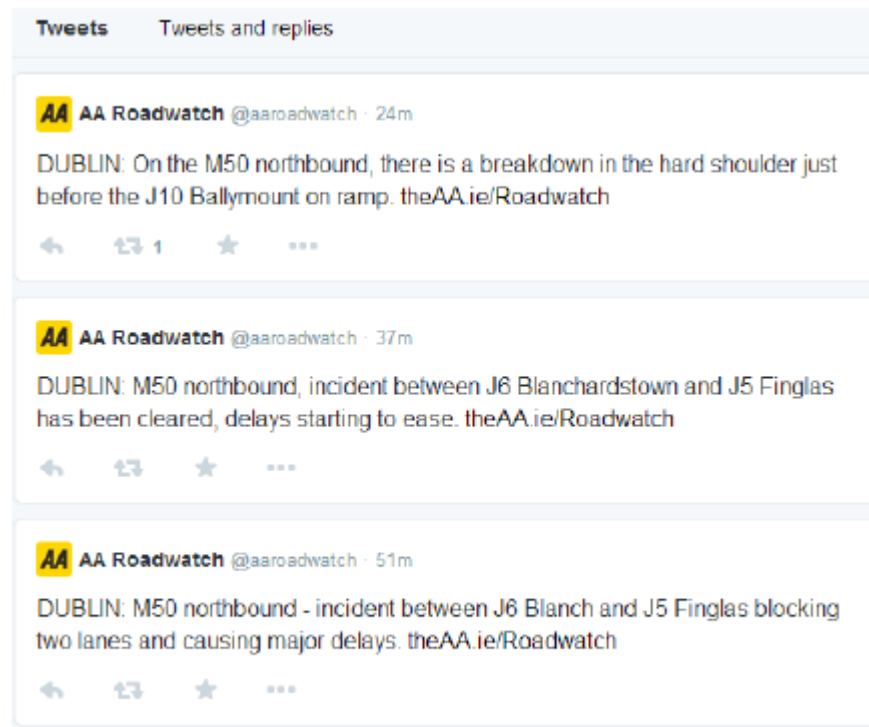 Tweets Tweets and replies
AA AA Roadwatch @aaroadwatch · 24m
DUBLIN: On the M50 northbound, there is a breakdown in the hard shoulder just
before the J10 Ballymount on ramp. theAA.ie/Roadwatch
1
AA AA Roadwatch @aaroadwatch · 37m
DUBLIN: M50 northbound, incident between J6 Blanchardstown and J5 Finglas
has been cleared, delays starting to ease. theAA.ie/Roadwatch
AA AA Roadwatch @aaroadwatch · 51m
DUBLIN: M50 northbound - incident between J6 Blanch and J5 Finglas blocking
two lanes and causing major delays. theAA.ie/Roadwatch